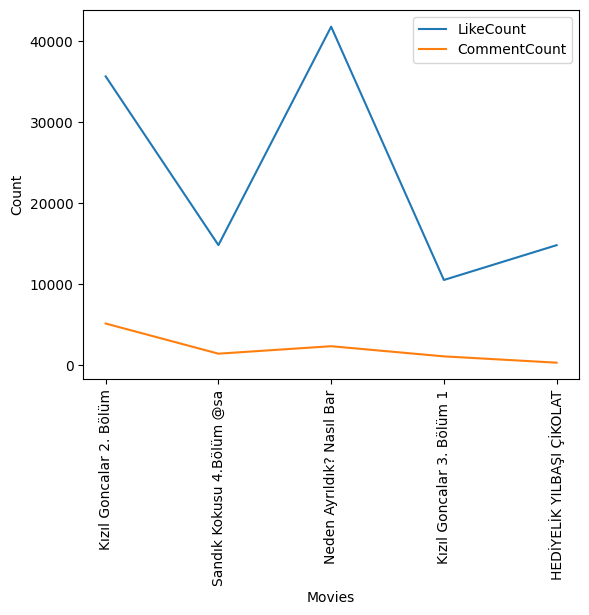 LikeCount
CommentCount
40000
30000
20000
10000
0
Count
Kızıl Goncalar 2. Bölüm
Sandık Kokusu 4.Bölüm @sa
Neden Ayrıldık? Nasıl Bar
Kızıl Goncalar 3. Bölüm 1
HEDİYELİK YILBAŞI ÇİKOLAT
Movies